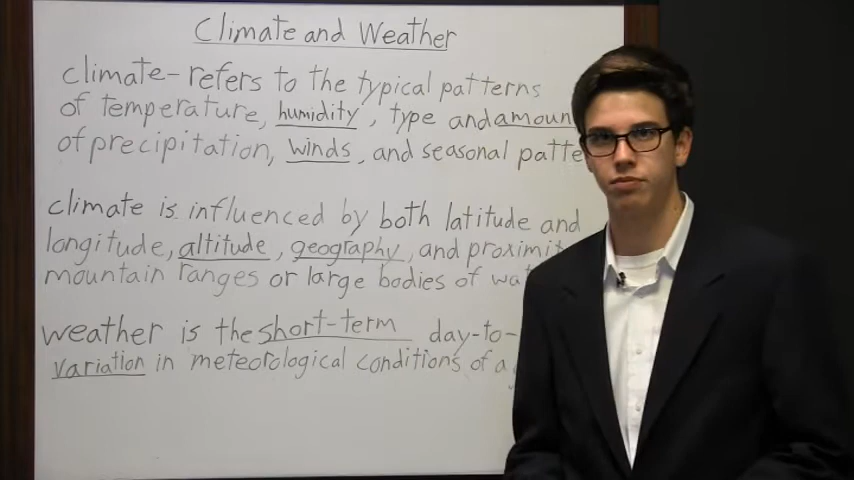 Climate and Weather
climate- refers to the typical patterns
of temperature, humidity, type and amoun
of precipitation, winds, and seasonal patte
climate is influenced by both latitude and
longitude, altitude, geography, and proximit
mountain ranges or large bodies of wat
weather is the short-term day-to-
variation in meteorological conditions of a